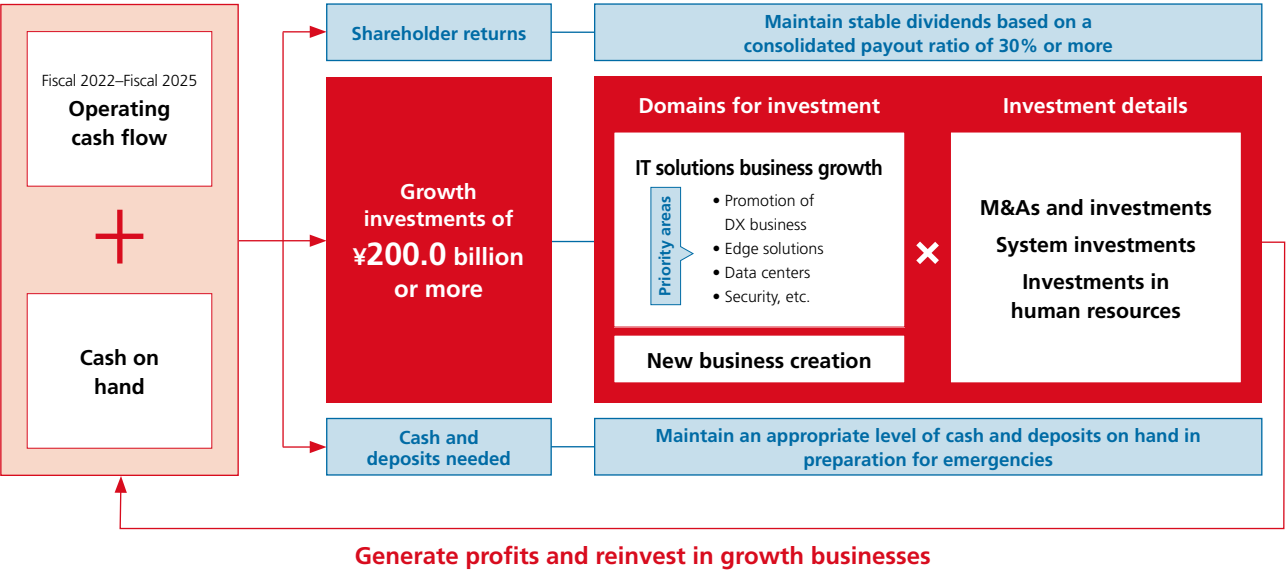 Fiscal 2022–Fiscal 2025
Operating
cash flow
+
Cash on
hand
Shareholder returns
Maintain stable dividends based on a
consolidated payout ratio of 30% or more
Growth
investments of
¥200.0 billion
or more
Domains for investment
IT solutions business growth
Priority areas
• Promotion of
DX business
• Edge solutions
• Data centers
• Security, etc.
New business creation
×
Investment details
M&As and investments
System investments
Investments in
human resources
Cash and
deposits needed
Maintain an appropriate level of cash and deposits on hand in
preparation for emergencies
Generate profits and reinvest in growth businesses